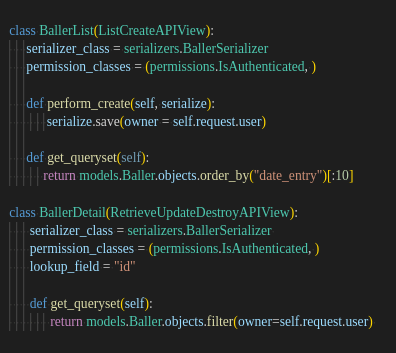 class BallerList(ListCreateAPIView):
serializer_class = serializers.BallerSerializer
permission_classes = (permissions.IsAuthenticated, )
def perform_create(self, serialize):
serialize.save(owner = self.request.user)
def get_queryset(self):
return models.Baller.objects.order_by("date_entry")[:10]
class BallerDetail(RetrieveUpdateDestroyAPIView):
serializer_class = serializers.BallerSerializer
permission_classes = (permissions.IsAuthenticated, )
lookup_field = "id"
def get_queryset(self):
return models.Baller.objects.filter(owner=self.request.user)